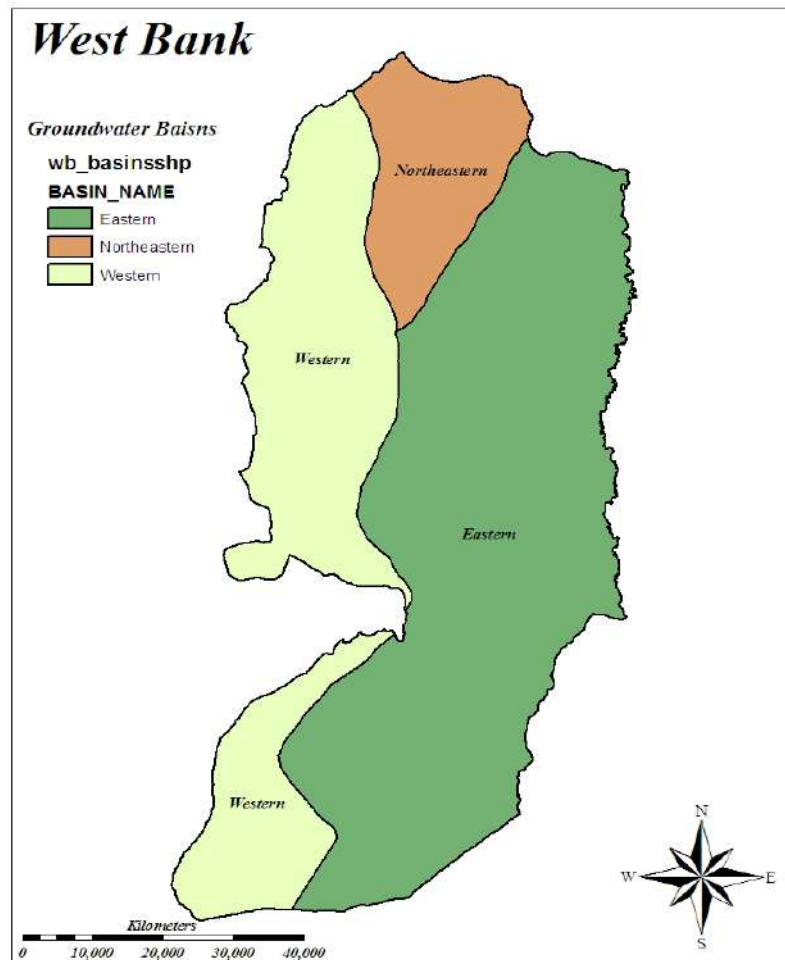 West Bank
Groundwater Baisns
wb_basinsshp
BASIN_NAME
Eastern
Northeastern
Western
Northeastern
Western
Eastern
Western
N
W E
S
Kilometers
0 10,000 20,000 30,000 40,000